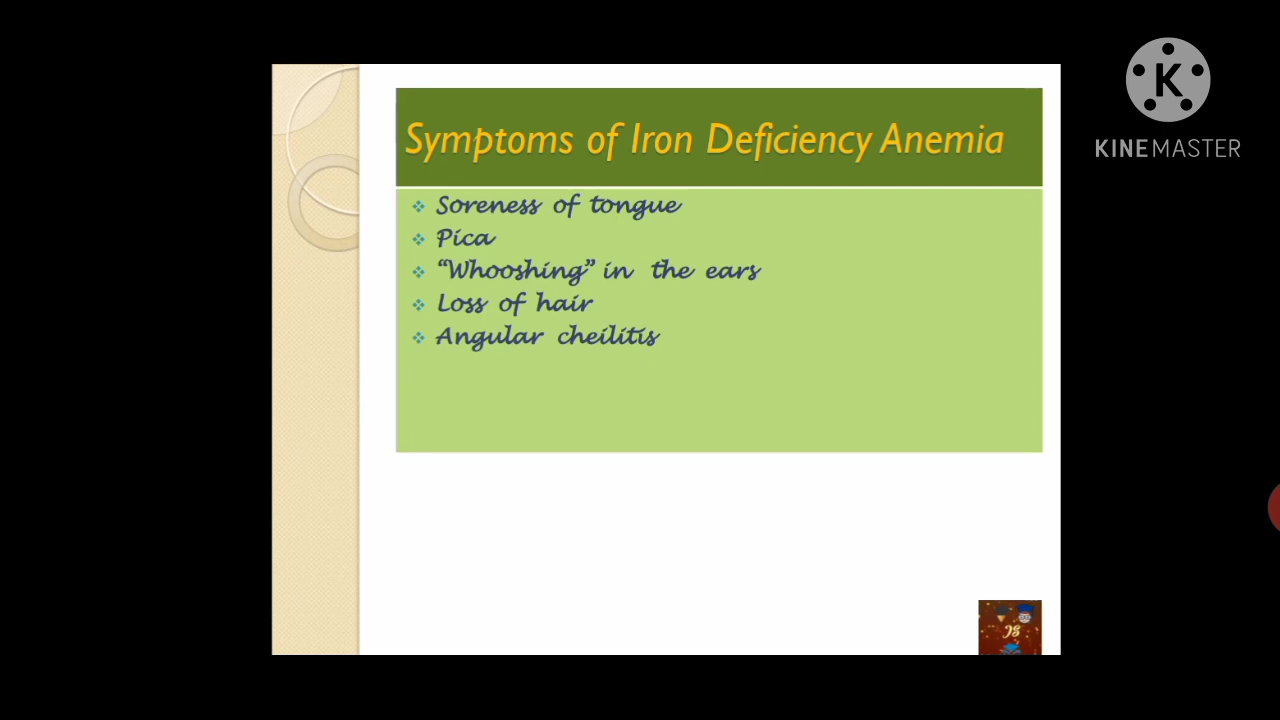 K
KINEMASTER
Symptoms of Iron Deficiency Anemia
Soreness of tongue
Pica
"Whooshing" in the ears
Loss of hair
Angular cheilitis
JS